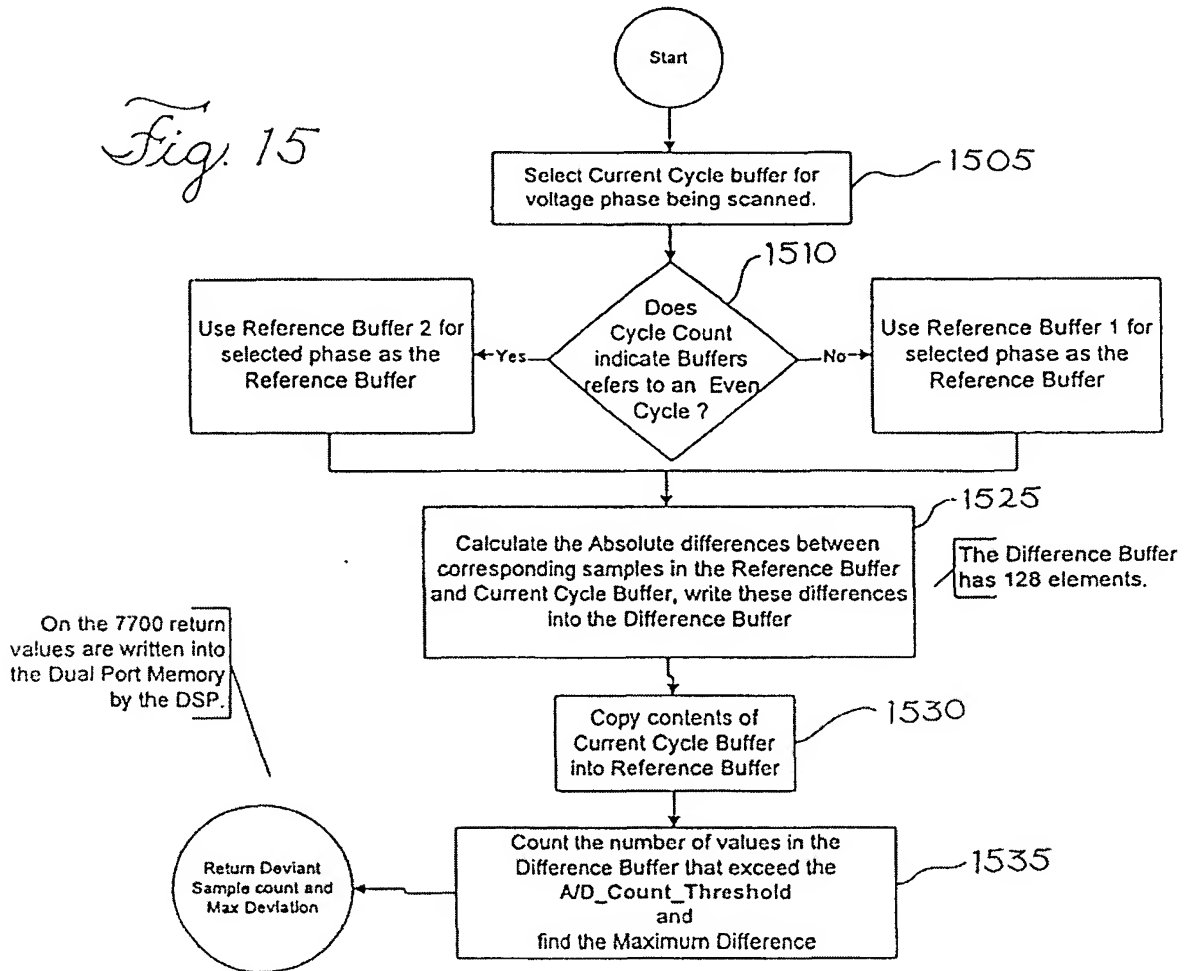 Start
Fig. 15
Select Current Cycle buffer for
voltage phase being scanned.
1505
1510
Does
Cycle Count
indicate Buffers
refers to an Even
Cycle ?
Yes
No
Use Reference Buffer 2 for
selected phase as the
Reference Buffer
Use Reference Buffer 1 for
selected phase as the
Reference Buffer
1525
Calculate the Absolute differences between
corresponding samples in the Reference Buffer
and Current Cycle Buffer, write these differences
into the Difference Buffer
The Difference Buffer
has 128 elements.
On the 7700 return
values are written into
the Dual Port Memory
by the DSP.
Copy contents of
Current Cycle Buffer
into Reference Buffer
1530
Count the number of values in the
Difference Buffer that exceed the
A/D_Count_Threshold
and
find the Maximum Difference
1535
Return Deviant
Sample count and
Max Deviation